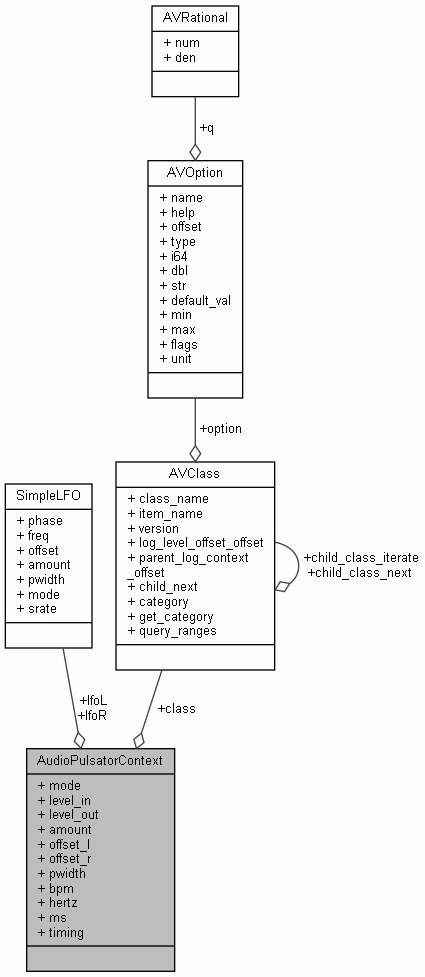 AVRational
+ num
+ den
+q
AVOption
+ name
+ help
+ offset
+ type
+ i64
+ dbl
+ str
+ default_val
+ min
+ max
+ flags
+ unit
+option
AVClass
+ class_name
+ item_name
+ version
+ log_level_offset_offset
+ parent_log_context
_offset
+ child_next
+ category
+ get_category
+ query_ranges
+child_class_iterate
+child_class_next
SimpleLFO
+ phase
+ freq
+ offset
+ amount
+ pwidth
+ mode
+ srate
+lfoL
+lfoR
+class
AudioPulsatorContext
+ mode
+ level_in
+ level_out
+ amount
+ offset_l
+ offset_r
+ pwidth
+ bpm
+ hertz
+ ms
+ timing